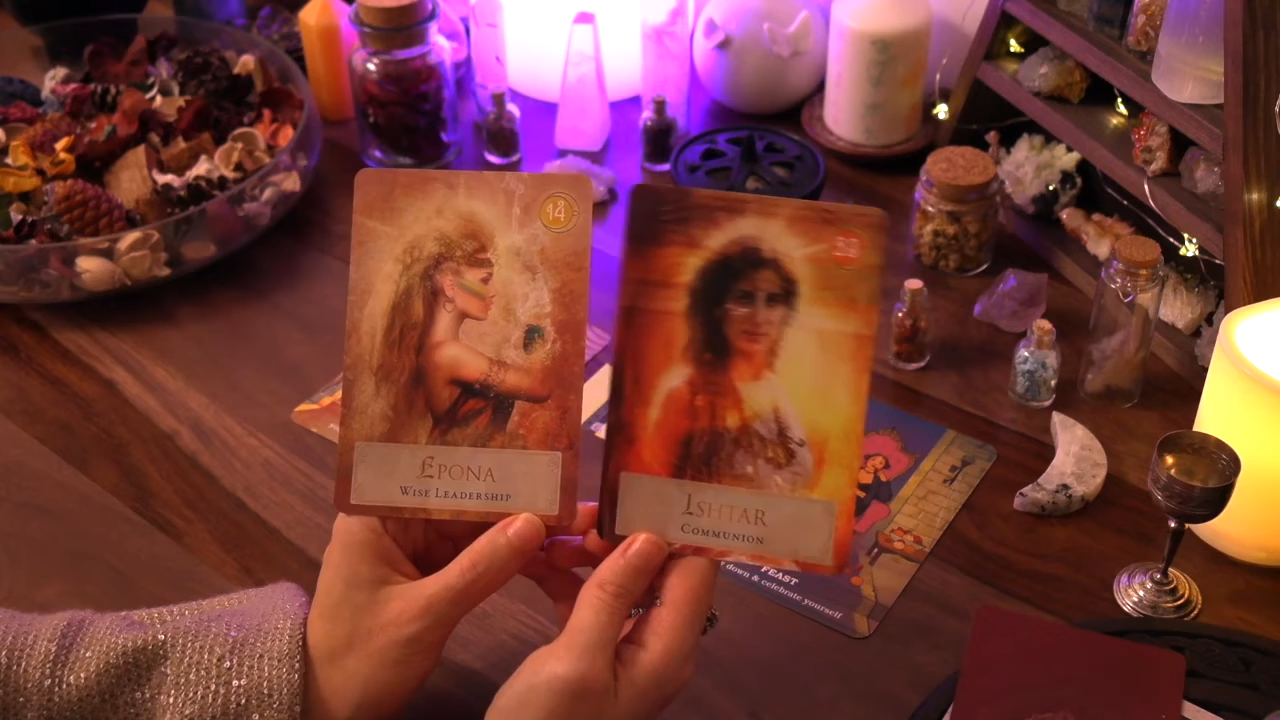 14
EPONA
WISE LEADERSHIP
ISHTAR
COMMUNION
FEAST
down & celebrate yourself